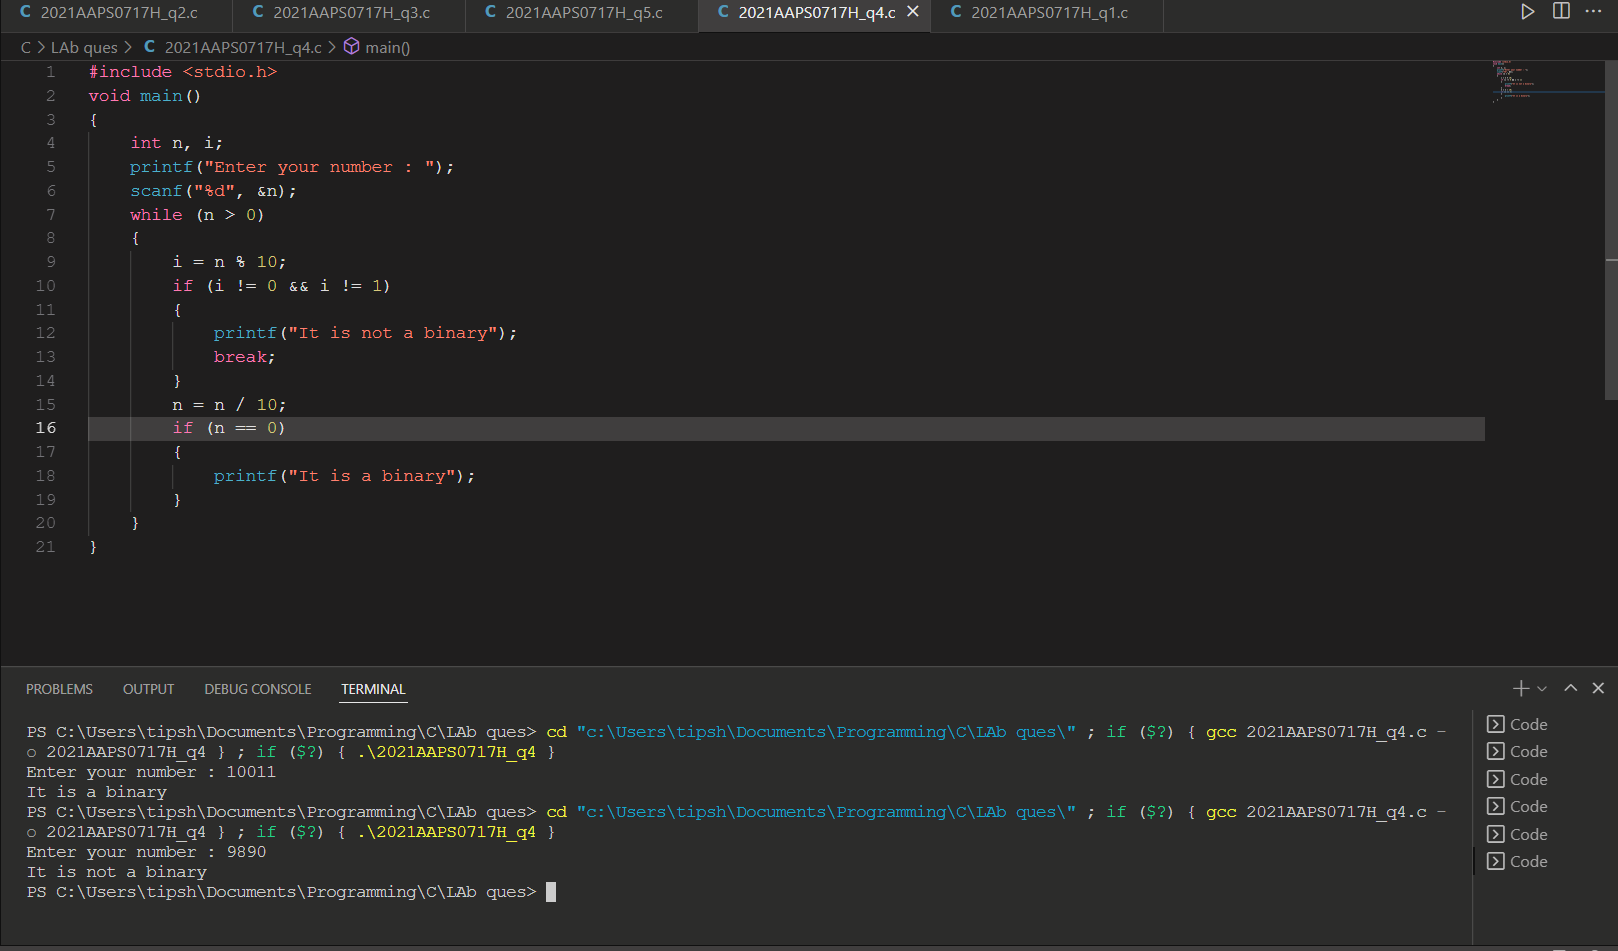 C 2021AAPS0717H_q2.c C 2021AAPS0717H_q3.c C 2021AAPS0717H_q5.c C 2021AAPS0717H_q4.c C 2021AAPS0717H_q1.c
C > LAb ques > C 2021AAPS0717H_q4.c > main()
1 #include <stdio.h>
2 void main()
3 {
4 int n, i;
5 printf("Enter your number : ");
6 scanf("%d", &n);
7 while (n > 0)
8 {
9 i = n % 10;
10 if (i != 0 && i != 1)
11 {
12 printf("It is not a binary");
13 break;
14 }
15 n = n / 10;
16 if (n == 0)
17 {
18 printf("It is a binary");
19 }
20 }
21 }
PROBLEMS OUTPUT DEBUG CONSOLE TERMINAL
PS C:\Users\tipsh\Documents\Programming\C\LAb ques> cd "c:\Users\tipsh\Documents\Programming\C\LAb ques\" ; if ($?) { gcc 2021AAPS0717H_q4.c -
o 2021AAPS0717H_q4 } ; if ($?) { .\2021AAPS0717H_q4 }
Enter your number : 10011
It is a binary
PS C:\Users\tipsh\Documents\Programming\C\LAb ques> cd "c:\Users\tipsh\Documents\Programming\C\LAb ques\" ; if ($?) { gcc 2021AAPS0717H_q4.c -
o 2021AAPS0717H_q4 } ; if ($?) { .\2021AAPS0717H_q4 }
Enter your number : 9890
It is not a binary
PS C:\Users\tipsh\Documents\Programming\C\LAb ques>
Code
Code
Code
Code
Code
Code